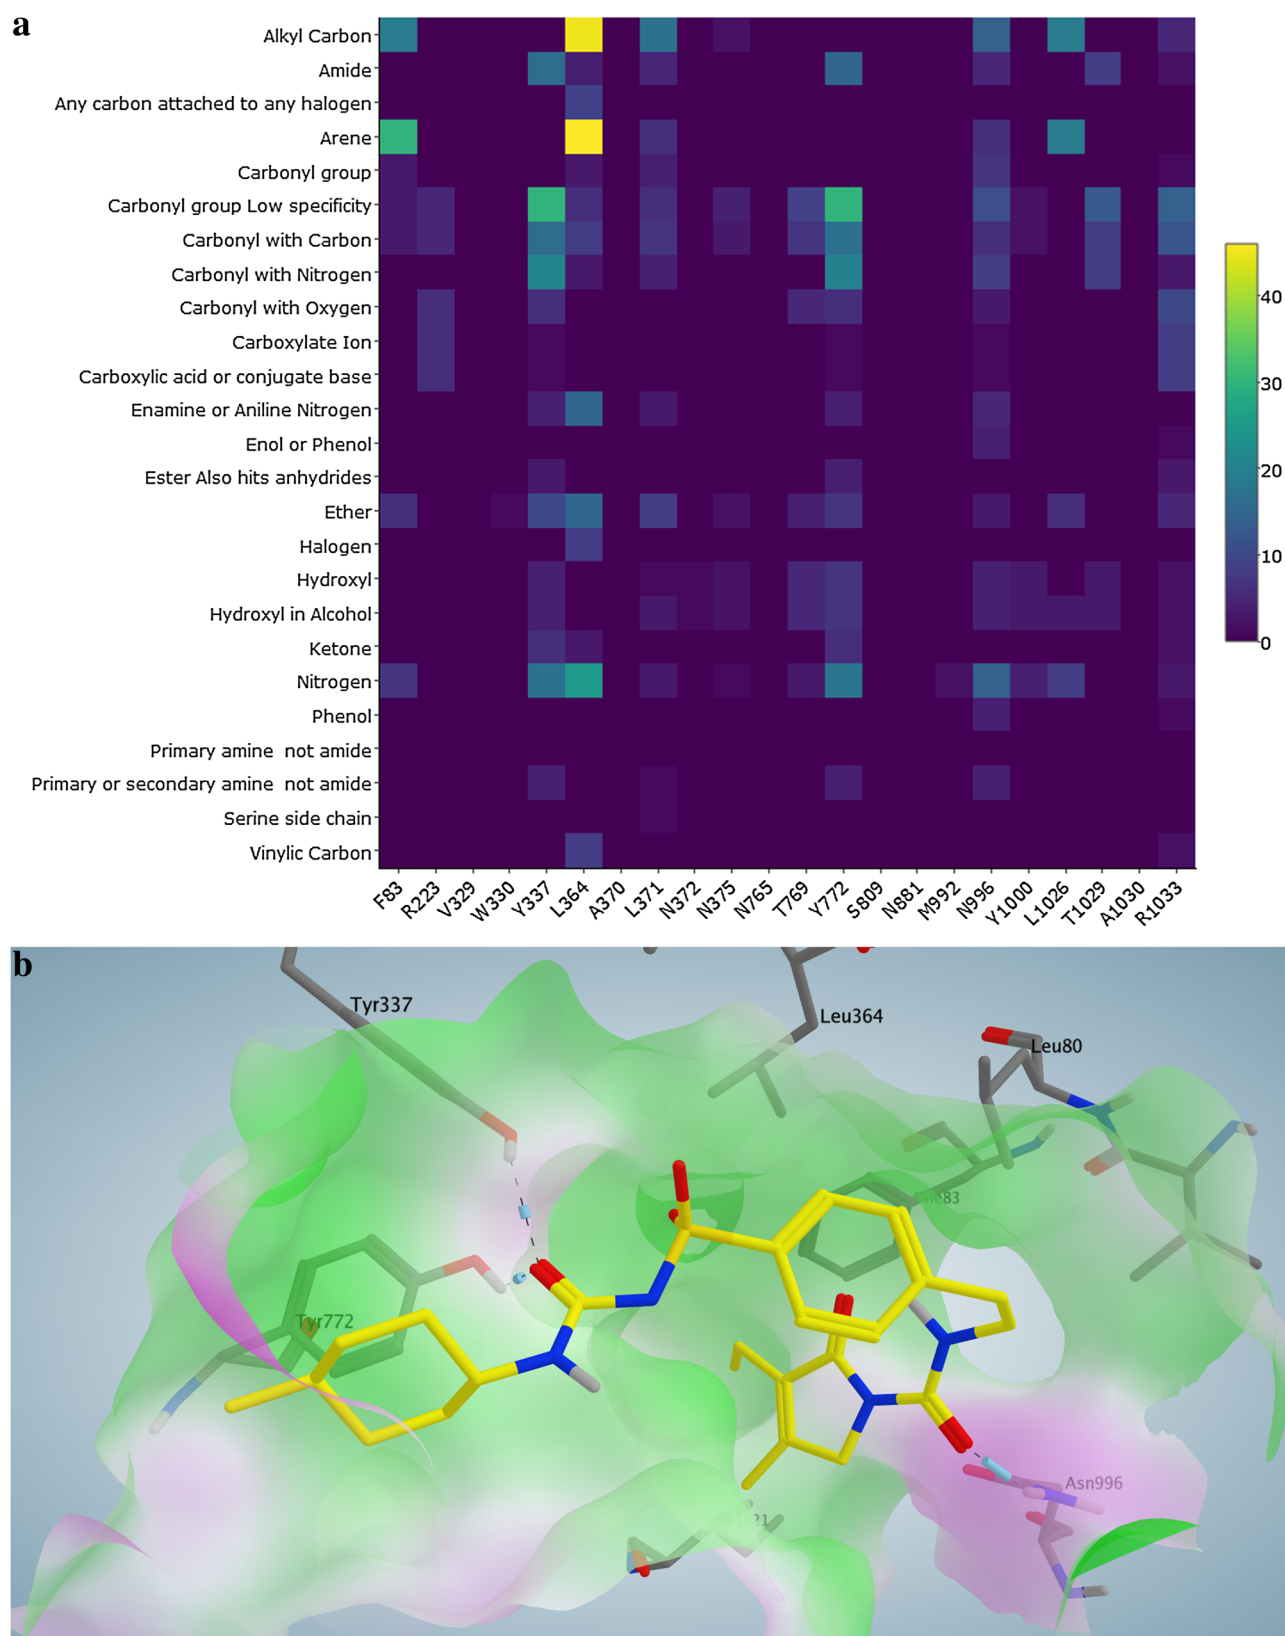 a
Alkyl Carbon
Amide
Any carbon attached to any halogen
Arene
Carbonyl group
Carbonyl group Low specificity
Carbonyl with Carbon
Carbonyl with Nitrogen
Carbonyl with Oxygen
Carboxylate Ion
Carboxylic acid or conjugate base
Enamine or Aniline Nitrogen
Enol or Phenol
Ester Also hits anhydrides
Ether
Halogen
Hydroxyl
Hydroxyl in Alcohol
Ketone
Nitrogen
Phenol
Primary amine  not amide
Primary or secondary amine  not amide
Serine side chain
Vinylic Carbon
40
30
20
10
0
F83 R223 V329 W330 Y337 L364 A370 L371 N372 N375 N765 T769 Y772 S809 N881 M992 N996 Y1000 L1026 T1029 A1030 R1033
b
Tyr337
Leu364
Leu80
Tyr772
Asn996